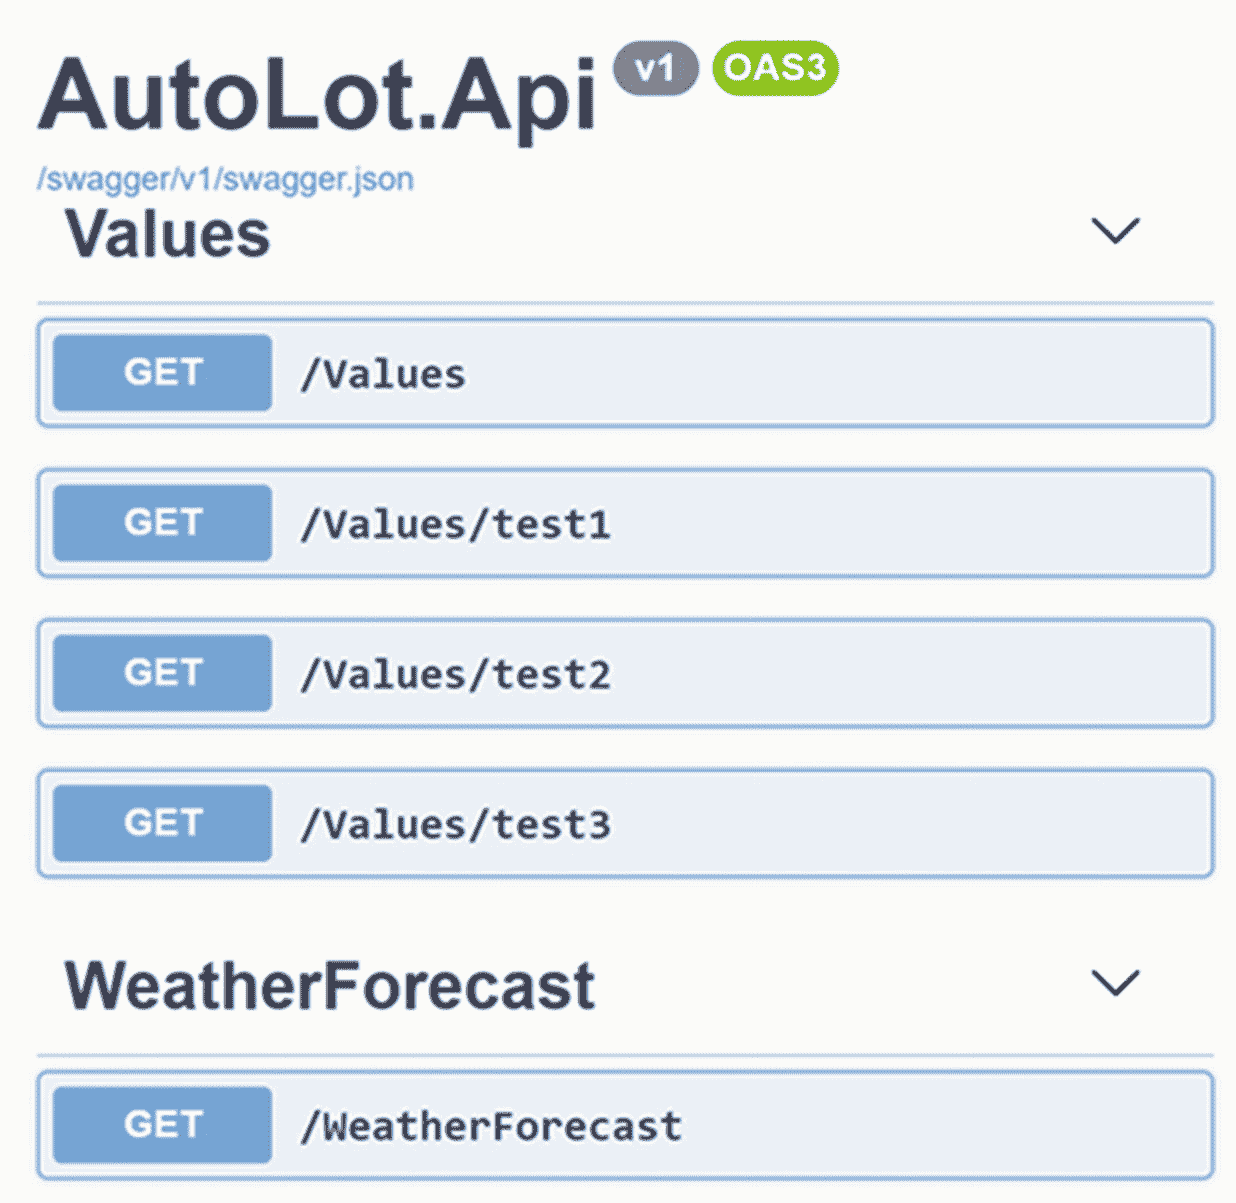 AutoLot.Api v1 OAS3
/swagger/v1/swagger.json
Values
GET /Values
GET /Values/test1
GET /Values/test2
GET /Values/test3
WeatherForecast
GET /WeatherForecast